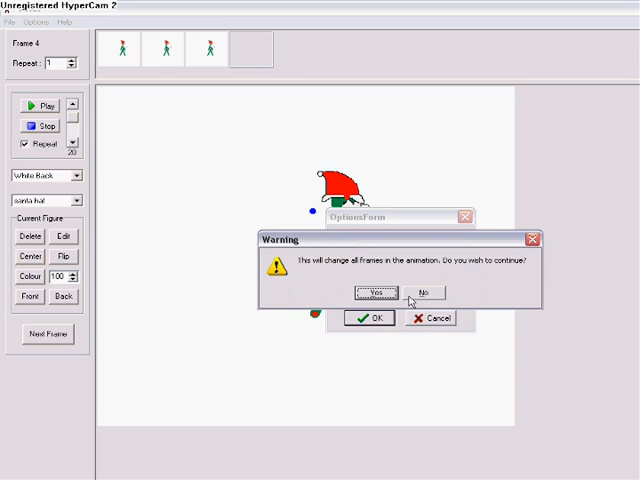 Unregistered HyperCam 2
File Options Help
Frame 4
Repeat : 1
Play
Stop
Repeat
20
White Back
santa hat
Current Figure
Delete Edit
Center Flip
Colour 100
Front Back
Next Frame
OptionsForm
Warning
This will change all frames in the animation. Do you wish to continue?
Yes No
OK Cancel